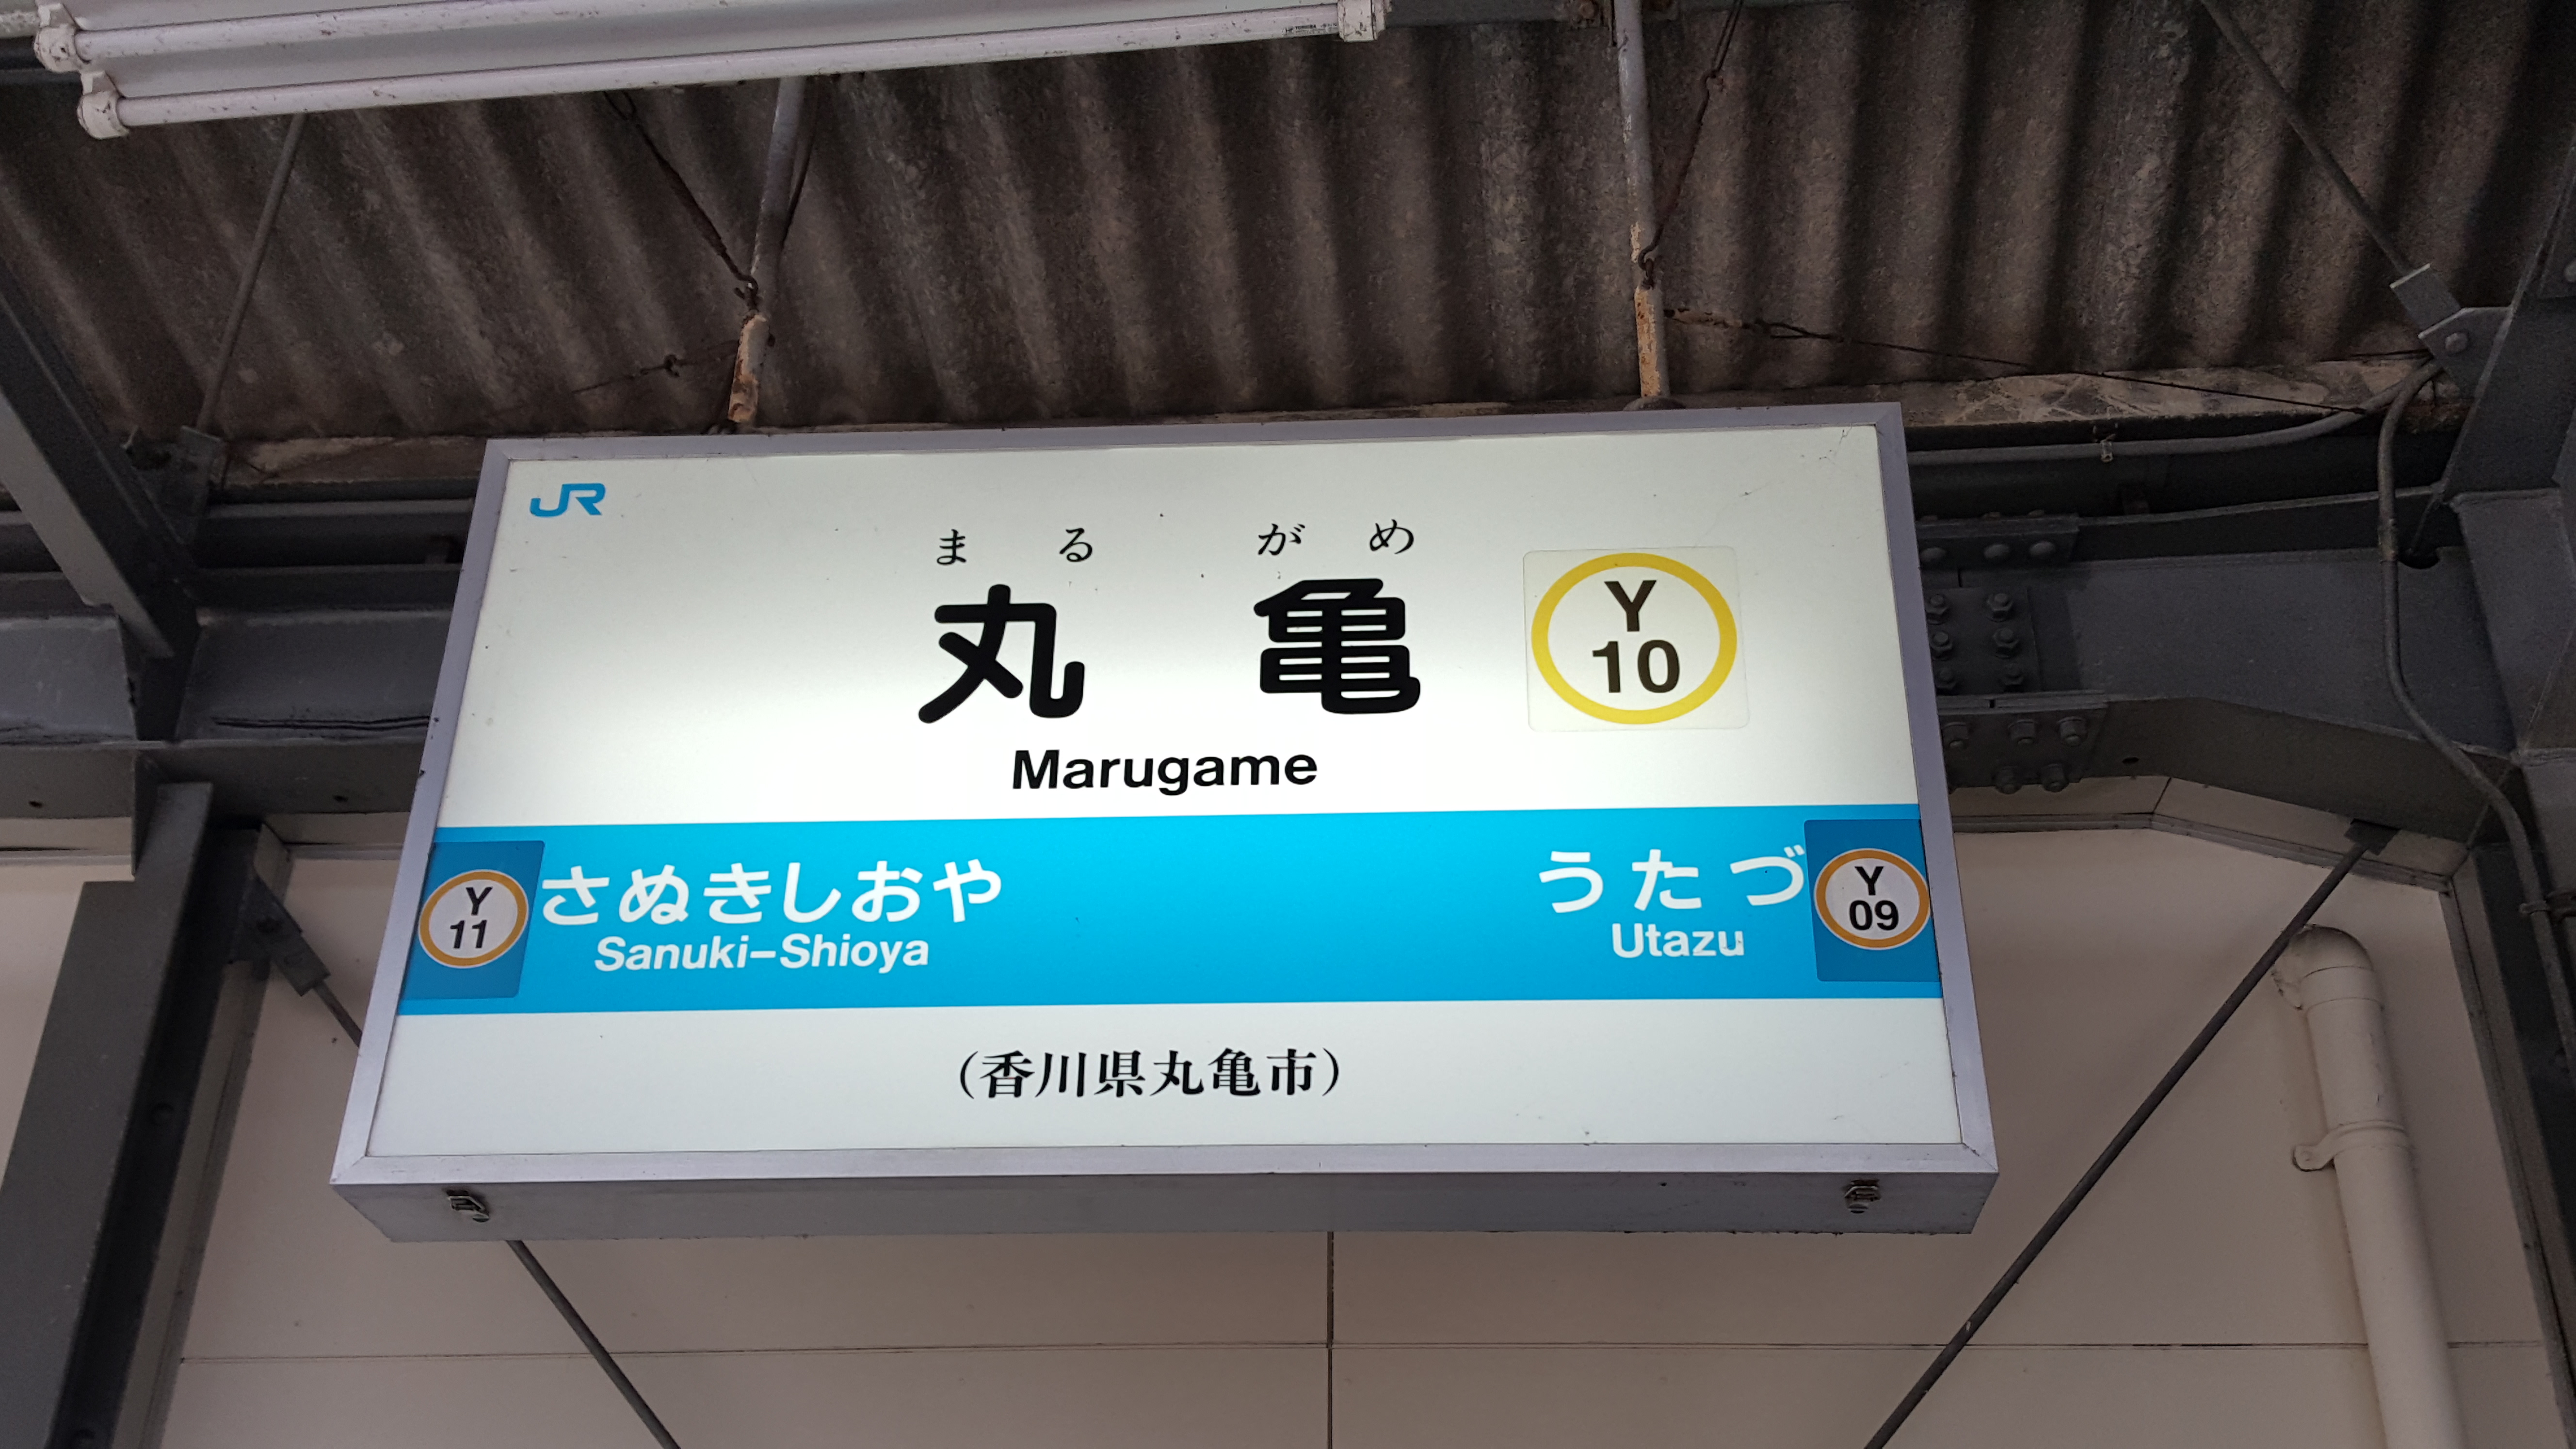 JR
まるがめ
丸亀
Y
10
Marugame
Y
11
さぬきしおや
Sanuki-Shioya
うたづ
Utazu
Y
09
(香川県丸亀市)